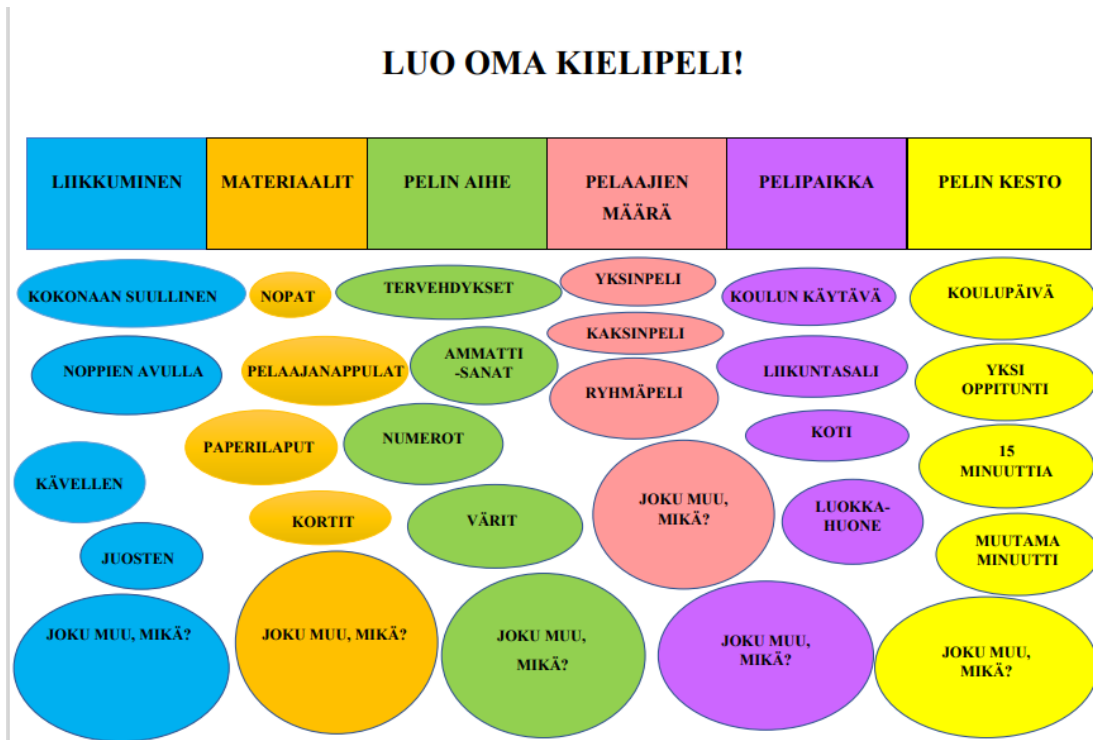 LUO OMA KIELIPELI!
LIIKKUMINEN
MATERIAALIT
PELIN AIHE
PELAAJIEN
MÄÄRÄ
PELIPAIKKA
PELIN KESTO
KOKONAAN SUULLINEN
NOPPIEN AVULLA
KÄVELLEN
JUOSTEN
JOKU MUU, MIKÄ?
NOPAT
PELAAJANAPPULAT
PAPERILAPUT
KORTIT
JOKU MUU, MIKÄ?
TERVEHDYKSET
AMMATTI
-SANAT
NUMEROT
VÄRIT
JOKU MUU,
MIKÄ?
YKSINPELI
KAKSINPELI
RYHMÄPELI
JOKU MUU,
MIKÄ?
KOULUN KÄYTÄVÄ
LIIKUNTASALI
KOTI
LUOKKA-
HUONE
JOKU MUU,
MIKÄ?
KOULUPÄIVÄ
YKSI
OPPITUNTI
15
MINUUTTIA
MUUTAMA
MINUUTTI
JOKU MUU,
MIKÄ?